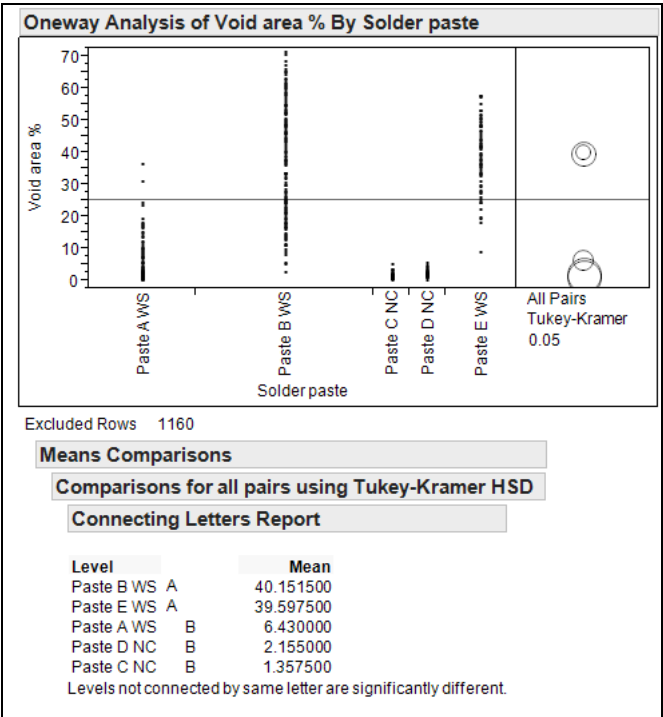 Oneway Analysis of Void area % By Solder paste
70
60
50
40
30
20
10
0
Void area %
Paste A WS
Paste B WS
Paste C NC
Paste D NC
Paste E WS
Solder paste
All Pairs
Tukey-Kramer
0.05
Excluded Rows 1160
Means Comparisons
Comparisons for all pairs using Tukey-Kramer HSD
Connecting Letters Report
Level Mean
Paste B WS A 40.151500
Paste E WS A 39.597500
Paste A WS B 6.430000
Paste D NC B 2.155000
Paste C NC B 1.357500
Levels not connected by same letter are significantly different.